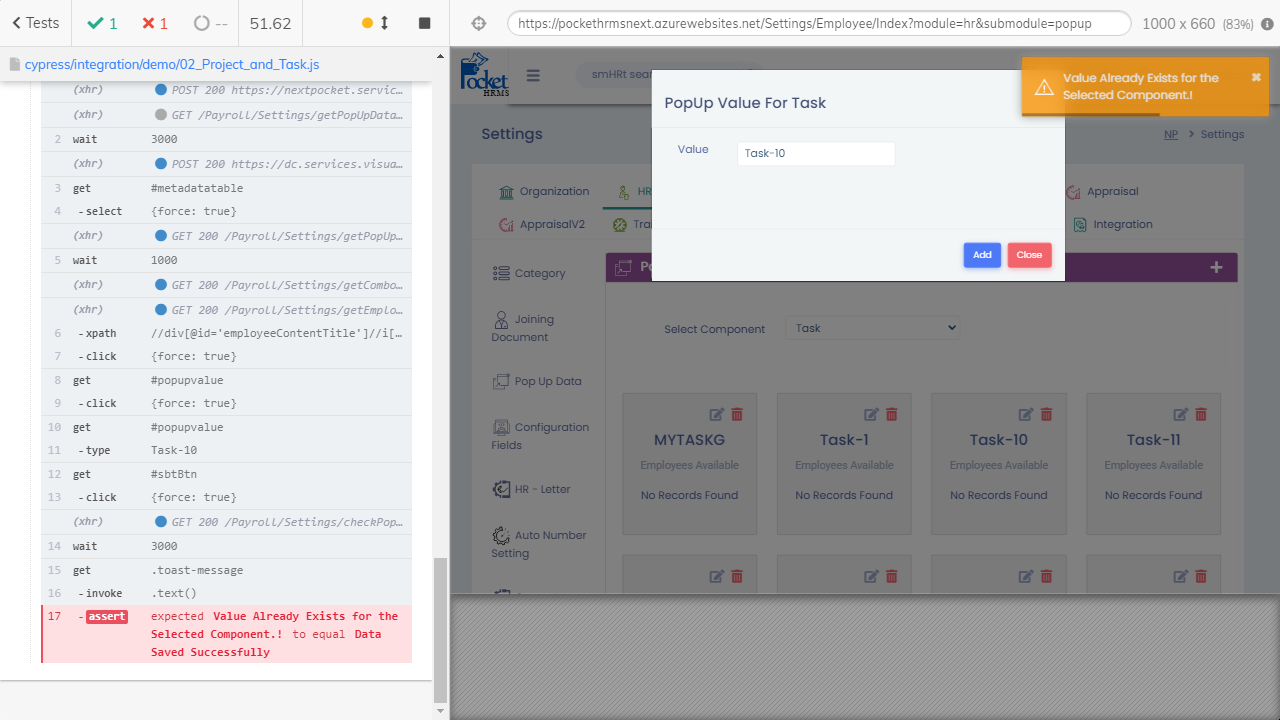 Tests
1
1
--
51.62
https://pockethrmsnext.azurewebsites.net/Settings/Employee/Index?module=hr&submodule=popup
1000 x 660 (83%)
cypress/integration/demo/02_Project_and_Task.js
(xhr) POST 200 https://nextpocket.servic…
(xhr) GET /Payroll/Settings/getPopUpData…
2 wait 3000
(xhr) POST 200 https://dc.services.visua…
3 get #metadatatable
4 -select {force: true}
(xhr) GET 200 /Payroll/Settings/getPopUp…
5 wait 1000
(xhr) GET 200 /Payroll/Settings/getCombo…
(xhr) GET 200 /Payroll/Settings/getEmplo…
6 -xpath //div[@id='employeeContentTitle']//i[…
7 -click {force: true}
8 get #popupvalue
9 -click {force: true}
10 get #popupvalue
11 -type Task-10
12 get #sbtBtn
13 -click {force: true}
(xhr) GET 200 /Payroll/Settings/checkPop…
14 wait 3000
15 get .toast-message
16 -invoke .text()
17 -assert expected Value Already Exists for the
Selected Component.! to equal Data
Saved Successfully
Pocket
HRMS
smHRt sear
Value Already Exists for the
Selected Component.!
PopUp Value For Task
Value Task-10
Add Close
Settings
NP > Settings
Organization
HR
Appraisal
AppraisalV2
Trai
Integration
Category
Joining
Document
Pop Up Data
Configuration
Fields
HR - Letter
Auto Number
Setting
Po
+
Select Component Task
MYTASKG
Employees Available
No Records Found
Task-1
Employees Available
No Records Found
Task-10
Employees Available
No Records Found
Task-11
Employees Available
No Records Found